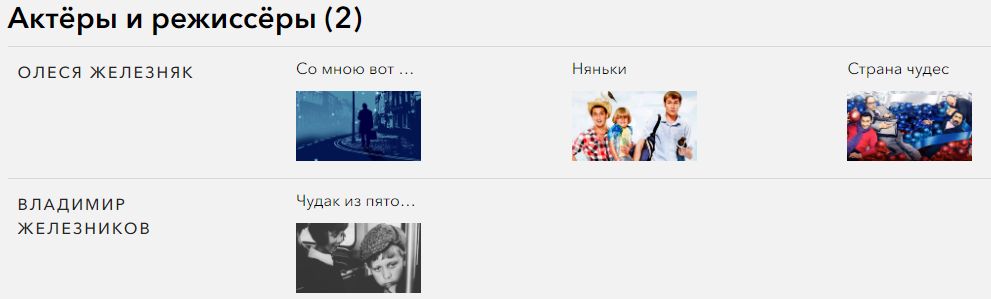 Актёры и режиссёры (2)
ОЛЕСЯ ЖЕЛЕЗНЯК
Со мною вот ...
Няньки
Страна чудес
ВЛАДИМИР
ЖЕЛЕЗНИКОВ
Чудак из пято...